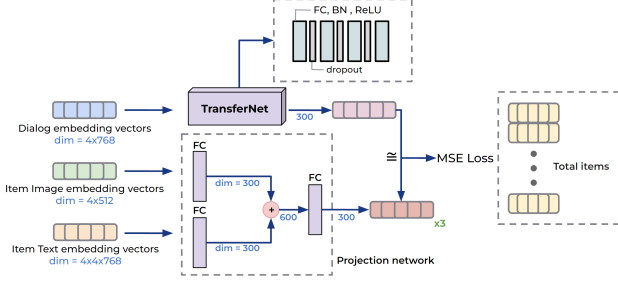 FC, BN , ReLU
dropout
TransferNet
300
Dialog embedding vectors
dim = 4x768
MSE Loss
≅
Total items
FC
dim = 300
FC
Item Image embedding vectors
dim = 4x512
+
600
300
x3
FC
dim = 300
Item Text embedding vectors
dim = 4x4x768
Projection network